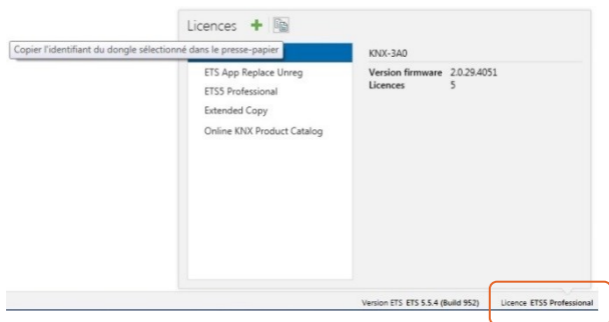 Licences
Copier l'identifiant du dongle sélectionné dans le presse-papier
KNX-3A0
ETS App Replace Unreg
Version firmware 2.0.29.4051
ETS5 Professional
Licences 5
Extended Copy
Online KNX Product Catalog
Version ETS ETS 5.5.4 (Build 952) Licence ETS5 Professional